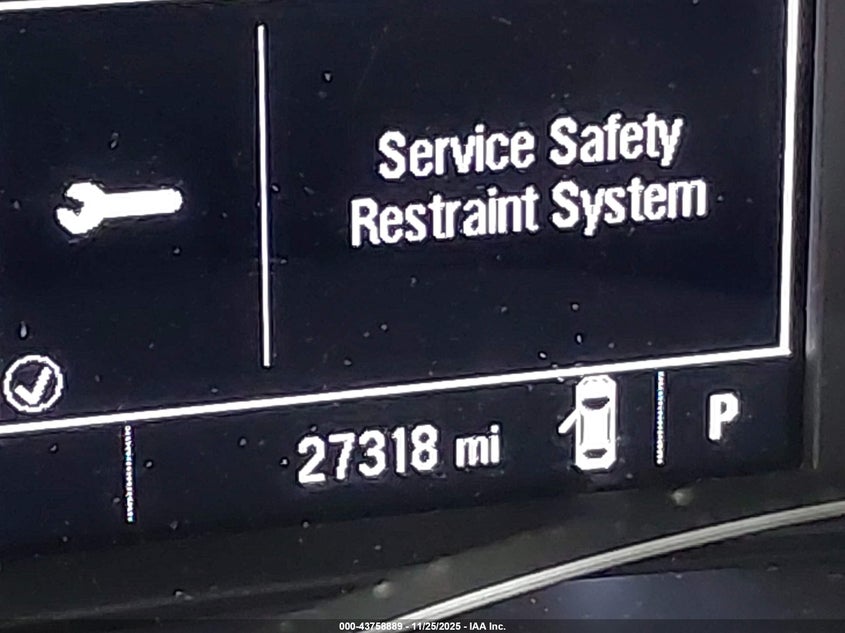 Service Safety
Restraint System
27318 mi
P
000-43758889 - 11/25/2025 - IAA Inc.